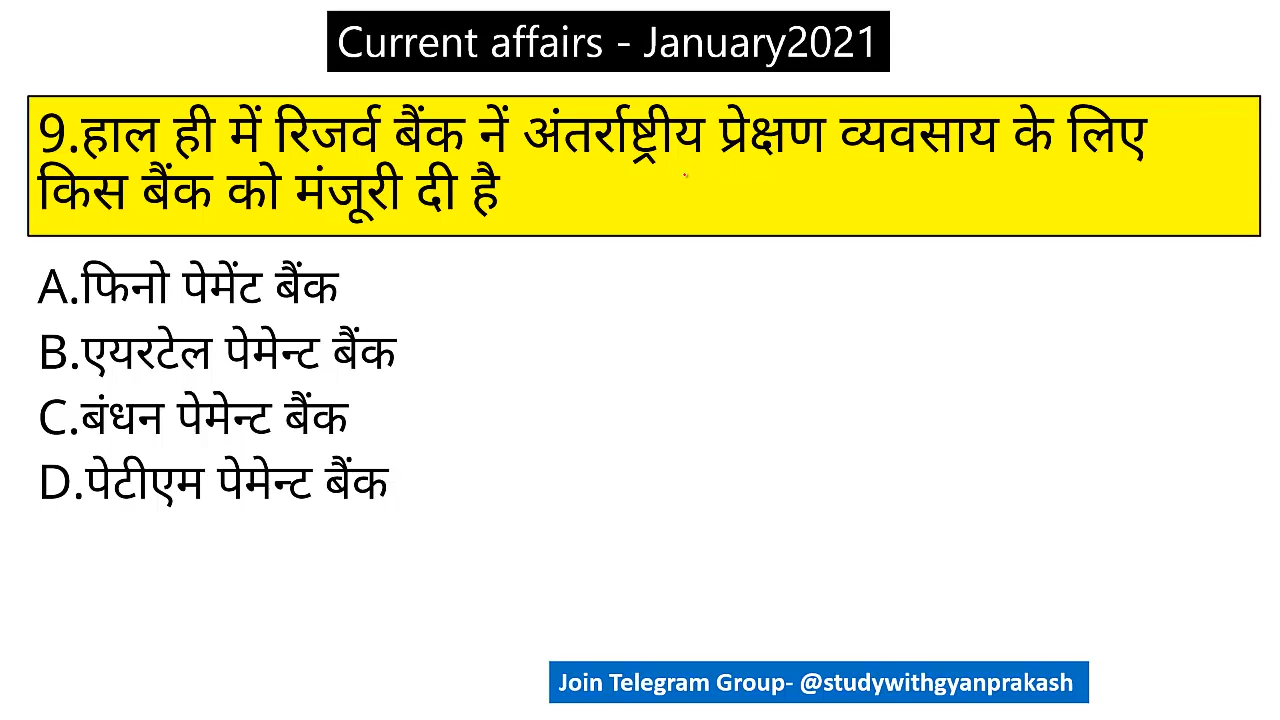 Current affairs - January2021
9.हाल ही में रिजर्व बैंक नें अंतर्राष्ट्रीय प्रेक्षण व्यवसाय के लिए
किस बैंक को मंजूरी दी है
A.फिनो पेमेंट बैंक
B.एयरटेल पेमेन्ट बैंक
C.बंधन पेमेन्ट बैंक
D.पेटीएम पेमेन्ट बैंक
Join Telegram Group- @studywithgyanprakash